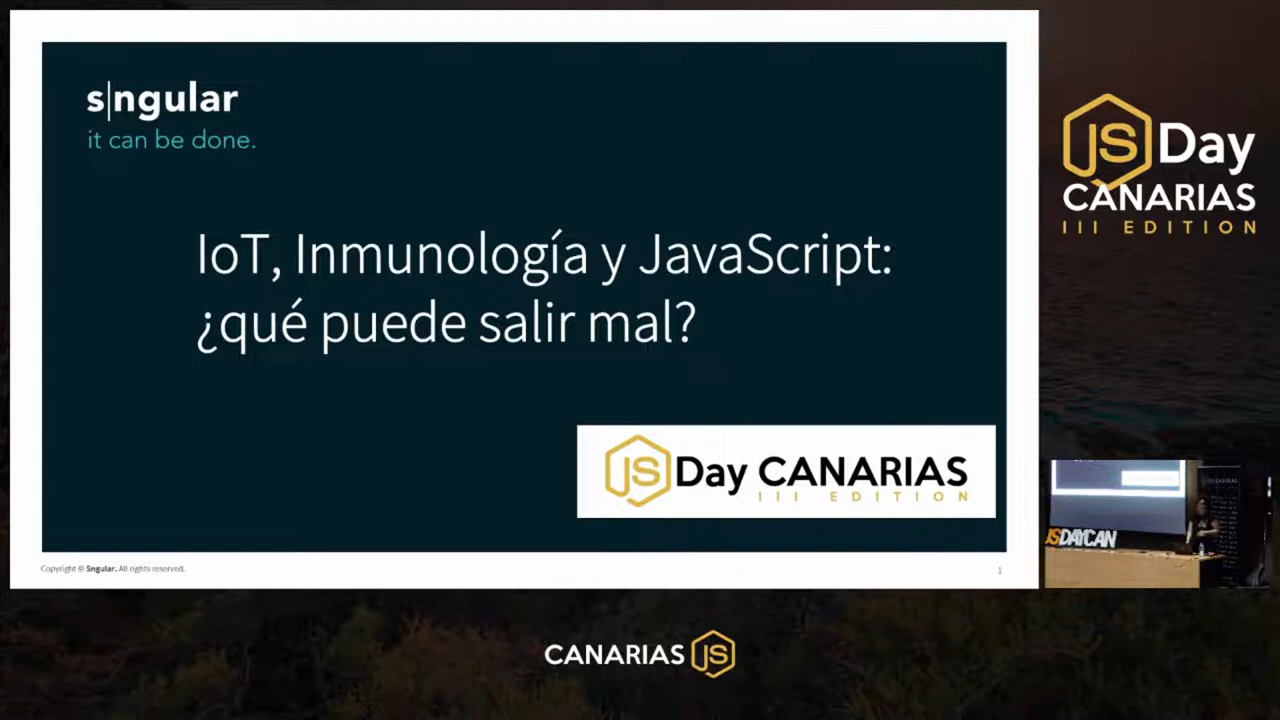 sngular
it can be done.
IoT, Inmunología y JavaScript:
¿qué puede salir mal?
JS Day CANARIAS
III EDITION
Copyright © Sngular. All rights reserved.
1
JS Day
CANARIAS
III EDITION
JSDAYCAN
CANARIAS JS